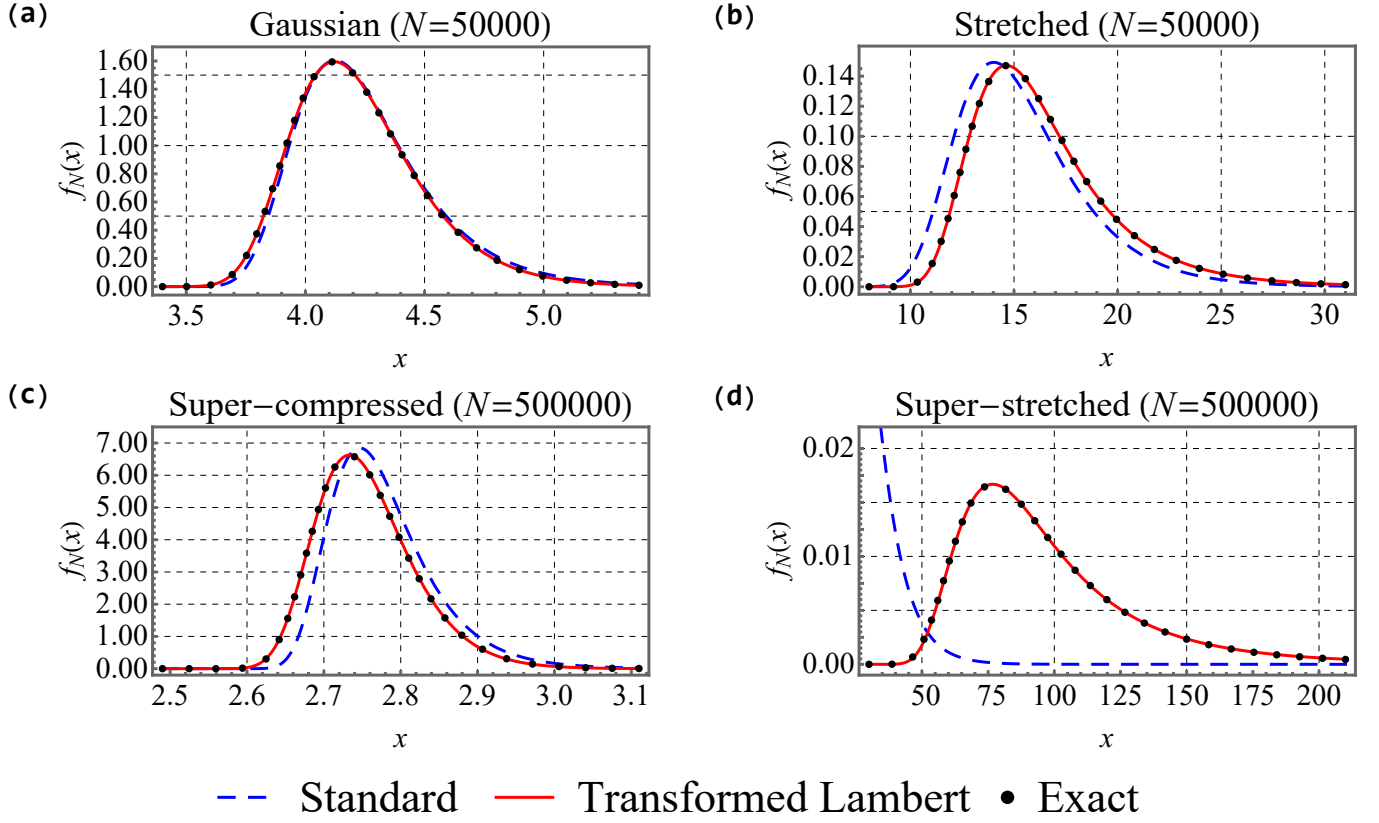 (a)
Gaussian (N=50000)
f_N(x)
1.60
1.00
0.80
0.60
0.40
0.20
0.00
1.20
1.40
3.5 4.0 4.5 5.0
x
(b)
Stretched (N=50000)
f_N(x)
0.14
0.12
0.10
0.08
0.06
0.04
0.02
0.00
10 15 20 25 30
x
(c)
Super−compressed (N=500000)
f_N(x)
7.00
6.00
5.00
4.00
3.00
2.00
1.00
0.00
2.5 2.6 2.7 2.8 2.9 3.0 3.1
x
(d)
Super−stretched (N=500000)
f_N(x)
0.02
0.01
0.00
50 75 100 125 150 175 200
x
Standard Transformed Lambert Exact